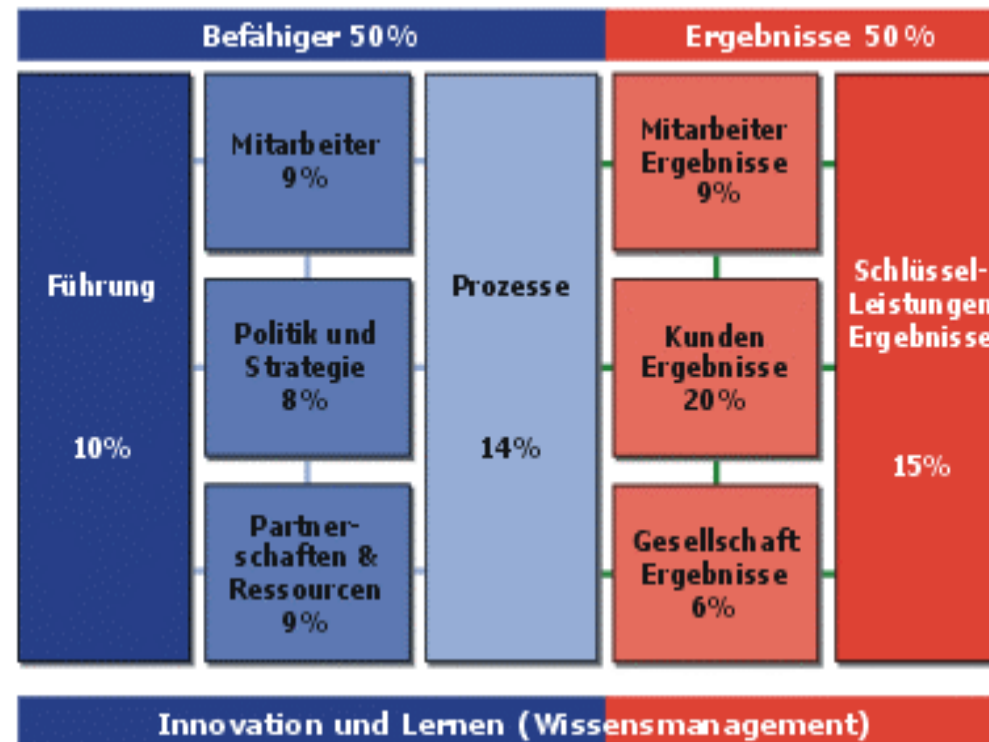 Befähiger 50%
Ergebnisse 50%
Führung
10%
Mitarbeiter
9%
Politik und
Strategie
8%
Partner-
schaften &
Ressourcen
9%
Prozesse
14%
Mitarbeiter
Ergebnisse
9%
Kunden
Ergebnisse
20%
Gesellschaft
Ergebnisse
6%
Schlüssel-
Leistungen
Ergebnisse
15%
Innovation und Lernen (Wissensmanagement)